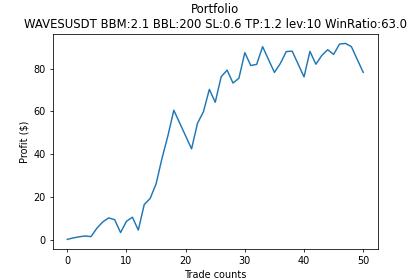 Portfolio
WAVESUSDT BBM:2.1 BBL:200 SL:0.6 TP:1.2 lev:10 WinRatio:63.0
Profit ($)
80
60
40
20
0
0 10 20 30 40 50
Trade counts